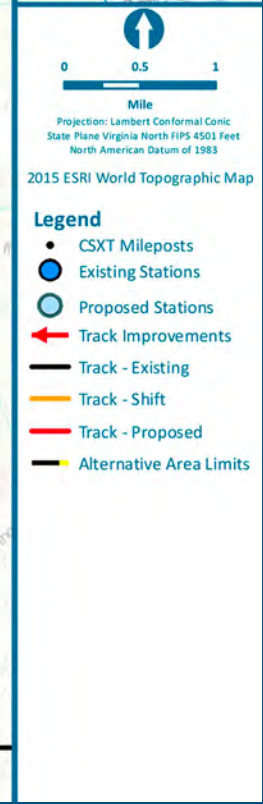 0 0.5 1
Mile
Projection: Lambert Conformal Conic
State Plane Virginia North FIPS 4501 Feet
North American Datum of 1983
2015 ESRI World Topographic Map
Legend
CSXT Mileposts
Existing Stations
Proposed Stations
Track Improvements
Track - Existing
Track - Shift
Track - Proposed
Alternative Area Limits